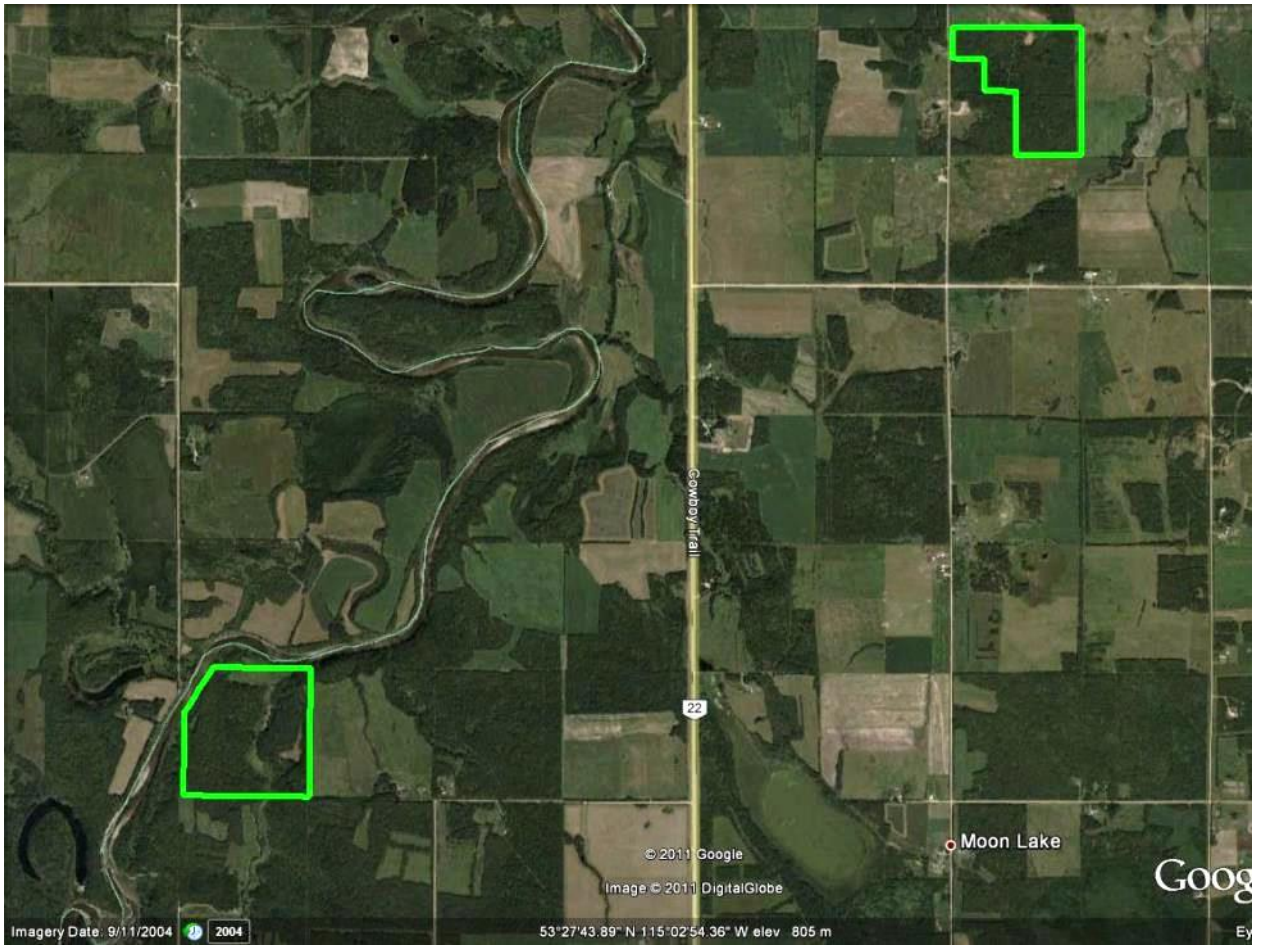 Cowboy Trail
22
Moon Lake
© 2011 Google
Image © 2011 DigitalGlobe
Goog
Imagery Date: 9/11/2004 2004 53°27'43.89" N 115°02'54.36" W elev 805 m Ey